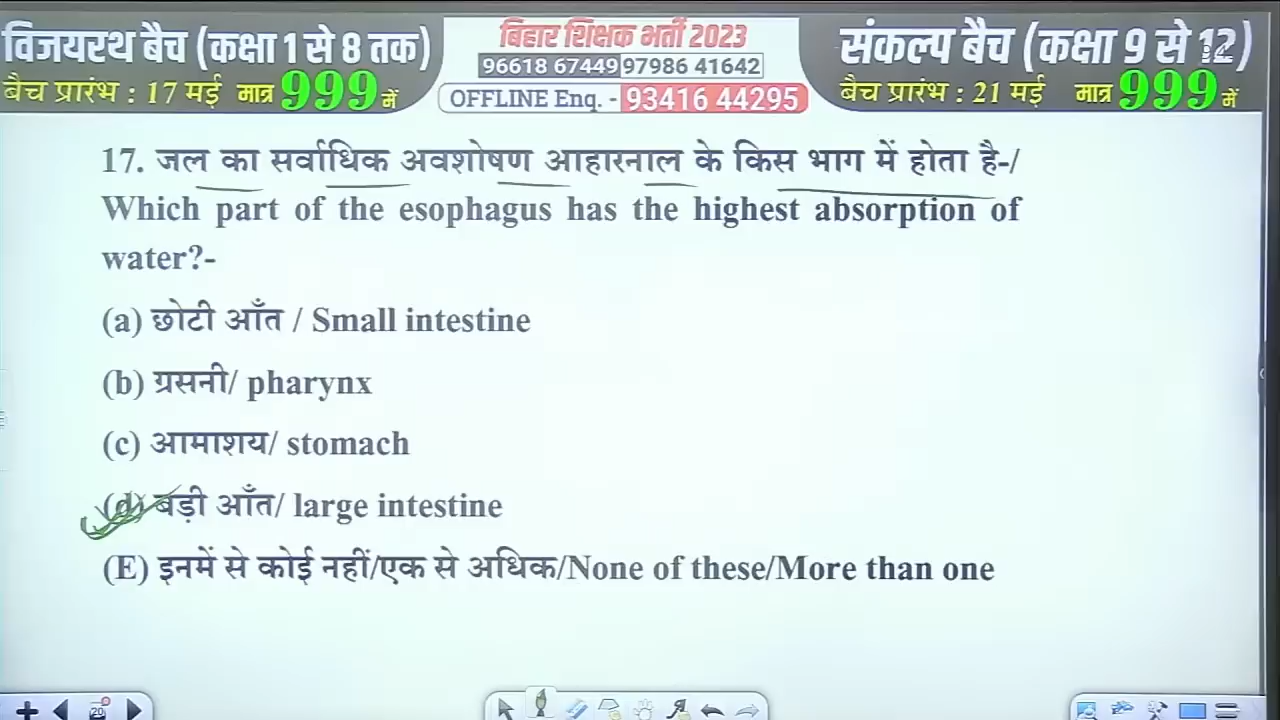 विजयरथ बैच (कक्षा 1 से 8 तक)
बैच प्रारंभ : 17 मई मात्र 999 में
बिहार शिक्षक भर्ती 2023
96618 67449 97986 41642
OFFLINE Enq. - 93416 44295
संकल्प बैच (कक्षा 9 से 12)
बैच प्रारंभ : 21 मई मात्र 999 में
17. जल का सर्वाधिक अवशोषण आहारनाल के किस भाग में होता है-/
Which part of the esophagus has the highest absorption of
water?-
(a) छोटी आँत / Small intestine
(b) ग्रसनी/ pharynx
(c) आमाशय/ stomach
(d) बड़ी आँत/ large intestine
(E) इनमें से कोई नहीं/एक से अधिक/None of these/More than one
20